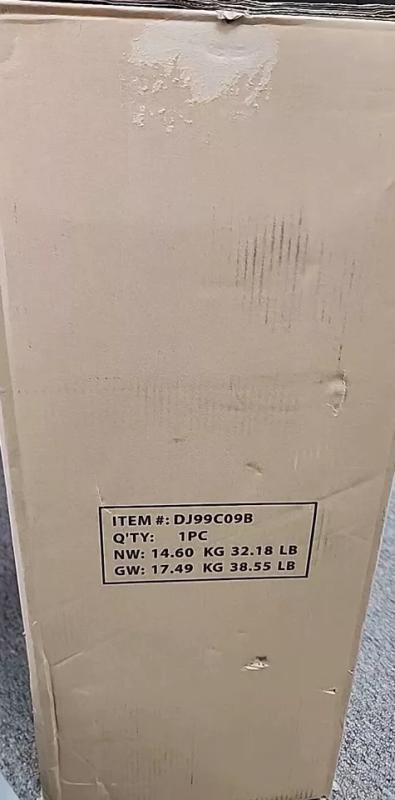 ITEM #: DJ99C09B
Q'TY: 1PC
NW: 14.60 KG 32.18 LB
GW: 17.49 KG 38.55 LB